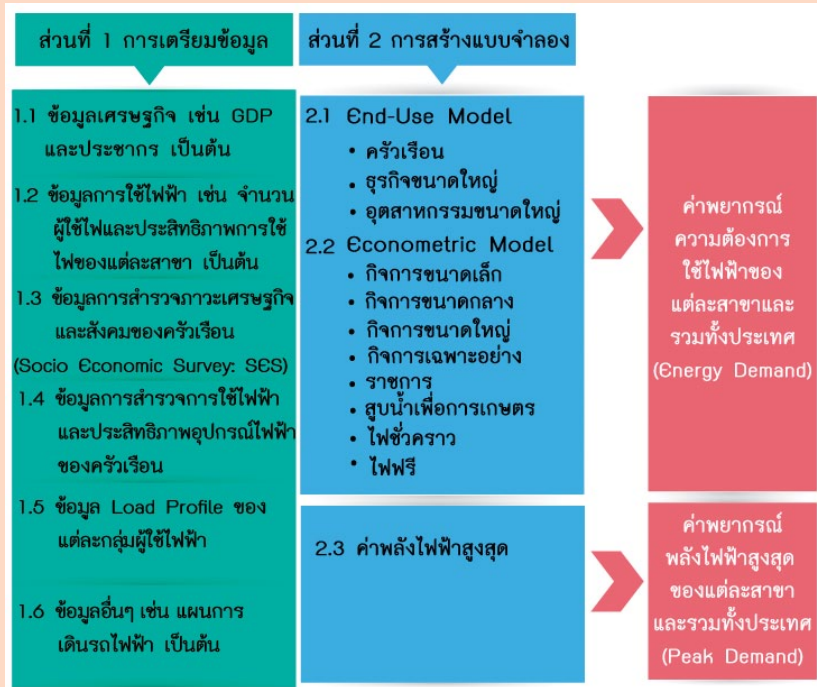 ส่วนที่ 1 การเตรียมข้อมูล
1.1 ข้อมูลเศรษฐกิจ เช่น GDP
และประชากร เป็นต้น
1.2 ข้อมูลการใช้ไฟฟ้า เช่น จำนวน
ผู้ใช้ไฟและประสิทธิภาพการใช้
ไฟของแต่ละสาขา เป็นต้น
1.3 ข้อมูลการสำรวจภาวะเศรษฐกิจ
และสังคมของครัวเรือน
(Socio Economic Survey: SES)
1.4 ข้อมูลการสำรวจการใช้ไฟฟ้า
และประสิทธิภาพอุปกรณ์ไฟฟ้า
ของครัวเรือน
1.5 ข้อมูล Load Profile ของ
แต่ละกลุ่มผู้ใช้ไฟฟ้า
1.6 ข้อมูลอื่นๆ เช่น แผนการ
เดินรถไฟฟ้า เป็นต้น
ส่วนที่ 2 การสร้างแบบจำลอง
2.1 End-Use Model
• ครัวเรือน
• ธุรกิจขนาดใหญ่
• อุตสาหกรรมขนาดใหญ่
2.2 Econometric Model
• กิจการขนาดเล็ก
• กิจการขนาดกลาง
• กิจการขนาดใหญ่
• กิจการเฉพาะอย่าง
• ราชการ
• สูบน้ำเพื่อการเกษตร
• ไฟชั่วคราว
• ไฟฟรี
2.3 ค่าพลังไฟฟ้าสูงสุด
ค่าพยากรณ์
ความต้องการ
ใช้ไฟฟ้าของ
แต่ละสาขาและ
รวมทั้งประเทศ
(Energy Demand)
ค่าพยากรณ์
พลังไฟฟ้าสูงสุด
ของแต่ละสาขา
และรวมทั้งประเทศ
(Peak Demand)